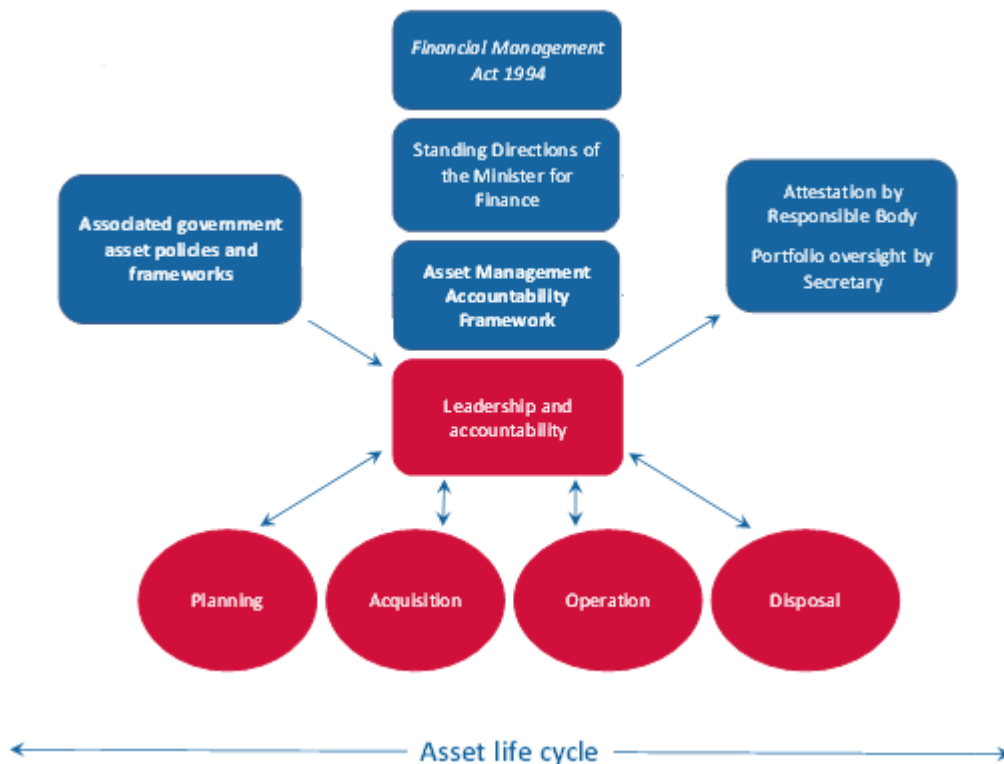 Financial Management
Act 1994
Standing Directions of
the Minister for
Finance
Associated government
asset policies and
frameworks
Attestation by
Responsible Body
Portfolio oversight by
Secretary
Asset Management
Accountability
Framework
Leadership and
accountability
Planning
Acquisition
Operation
Disposal
Asset life cycle